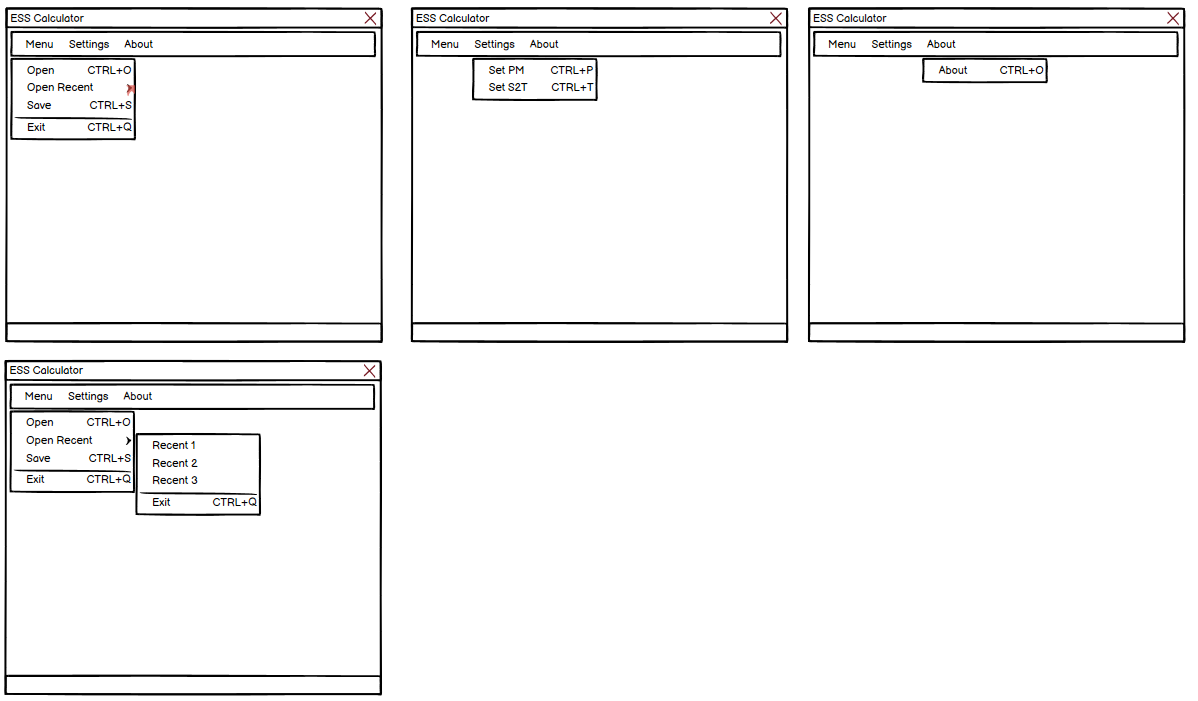 ESS Calculator
Menu Settings About
Open CTRL+O
Open Recent
Save CTRL+S
Exit CTRL+Q
ESS Calculator
Menu Settings About
Set PM CTRL+P
Set S2T CTRL+T
ESS Calculator
Menu Settings About
About CTRL+O
ESS Calculator
Menu Settings About
Open CTRL+O
Open Recent
Save CTRL+S
Exit CTRL+Q
Recent 1
Recent 2
Recent 3
Exit CTRL+Q